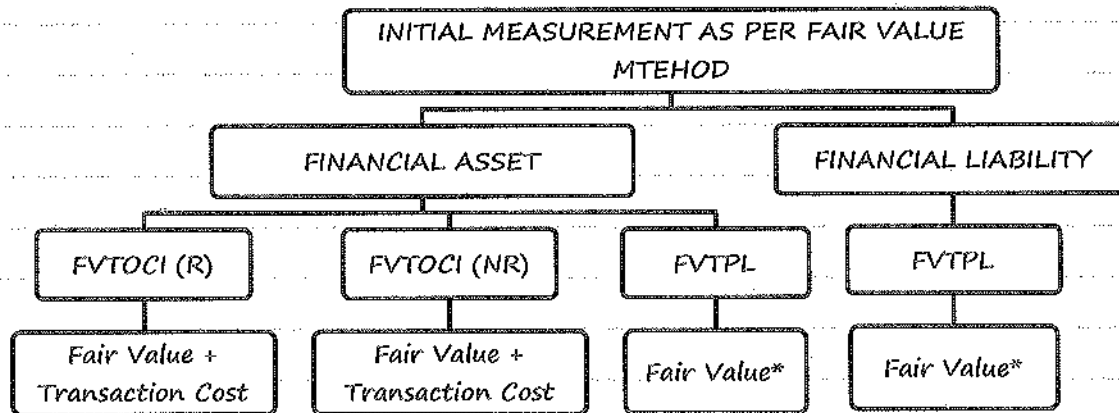 INITIAL MEASUREMENT AS PER FAIR VALUE
MTEHOD
FINANCIAL ASSET
FINANCIAL LIABILITY
FVTOCI (R)
FVTOCI (NR)
FVTPL
FVTPL
Fair Value +
Transaction Cost
Fair Value +
Transaction Cost
Fair Value*
Fair Value*